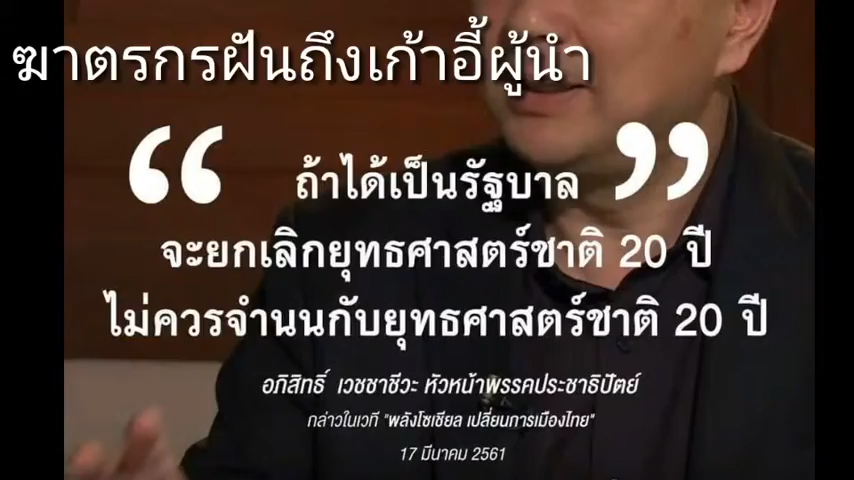 ฆาตรกรฝันถึงเก้าอี้ผู้นำ
“ ถ้าได้เป็นรัฐบาล ”
จะยกเลิกยุทธศาสตร์ชาติ 20 ปี
ไม่ควรจำนนกับยุทธศาสตร์ชาติ 20 ปี
อภิสิทธิ์ เวชชาชีวะ หัวหน้าพรรคประชาธิปัตย์
กล่าวในเวที "พลังโซเชียล เปลี่ยนการเมืองไทย"
17 มีนาคม 2561